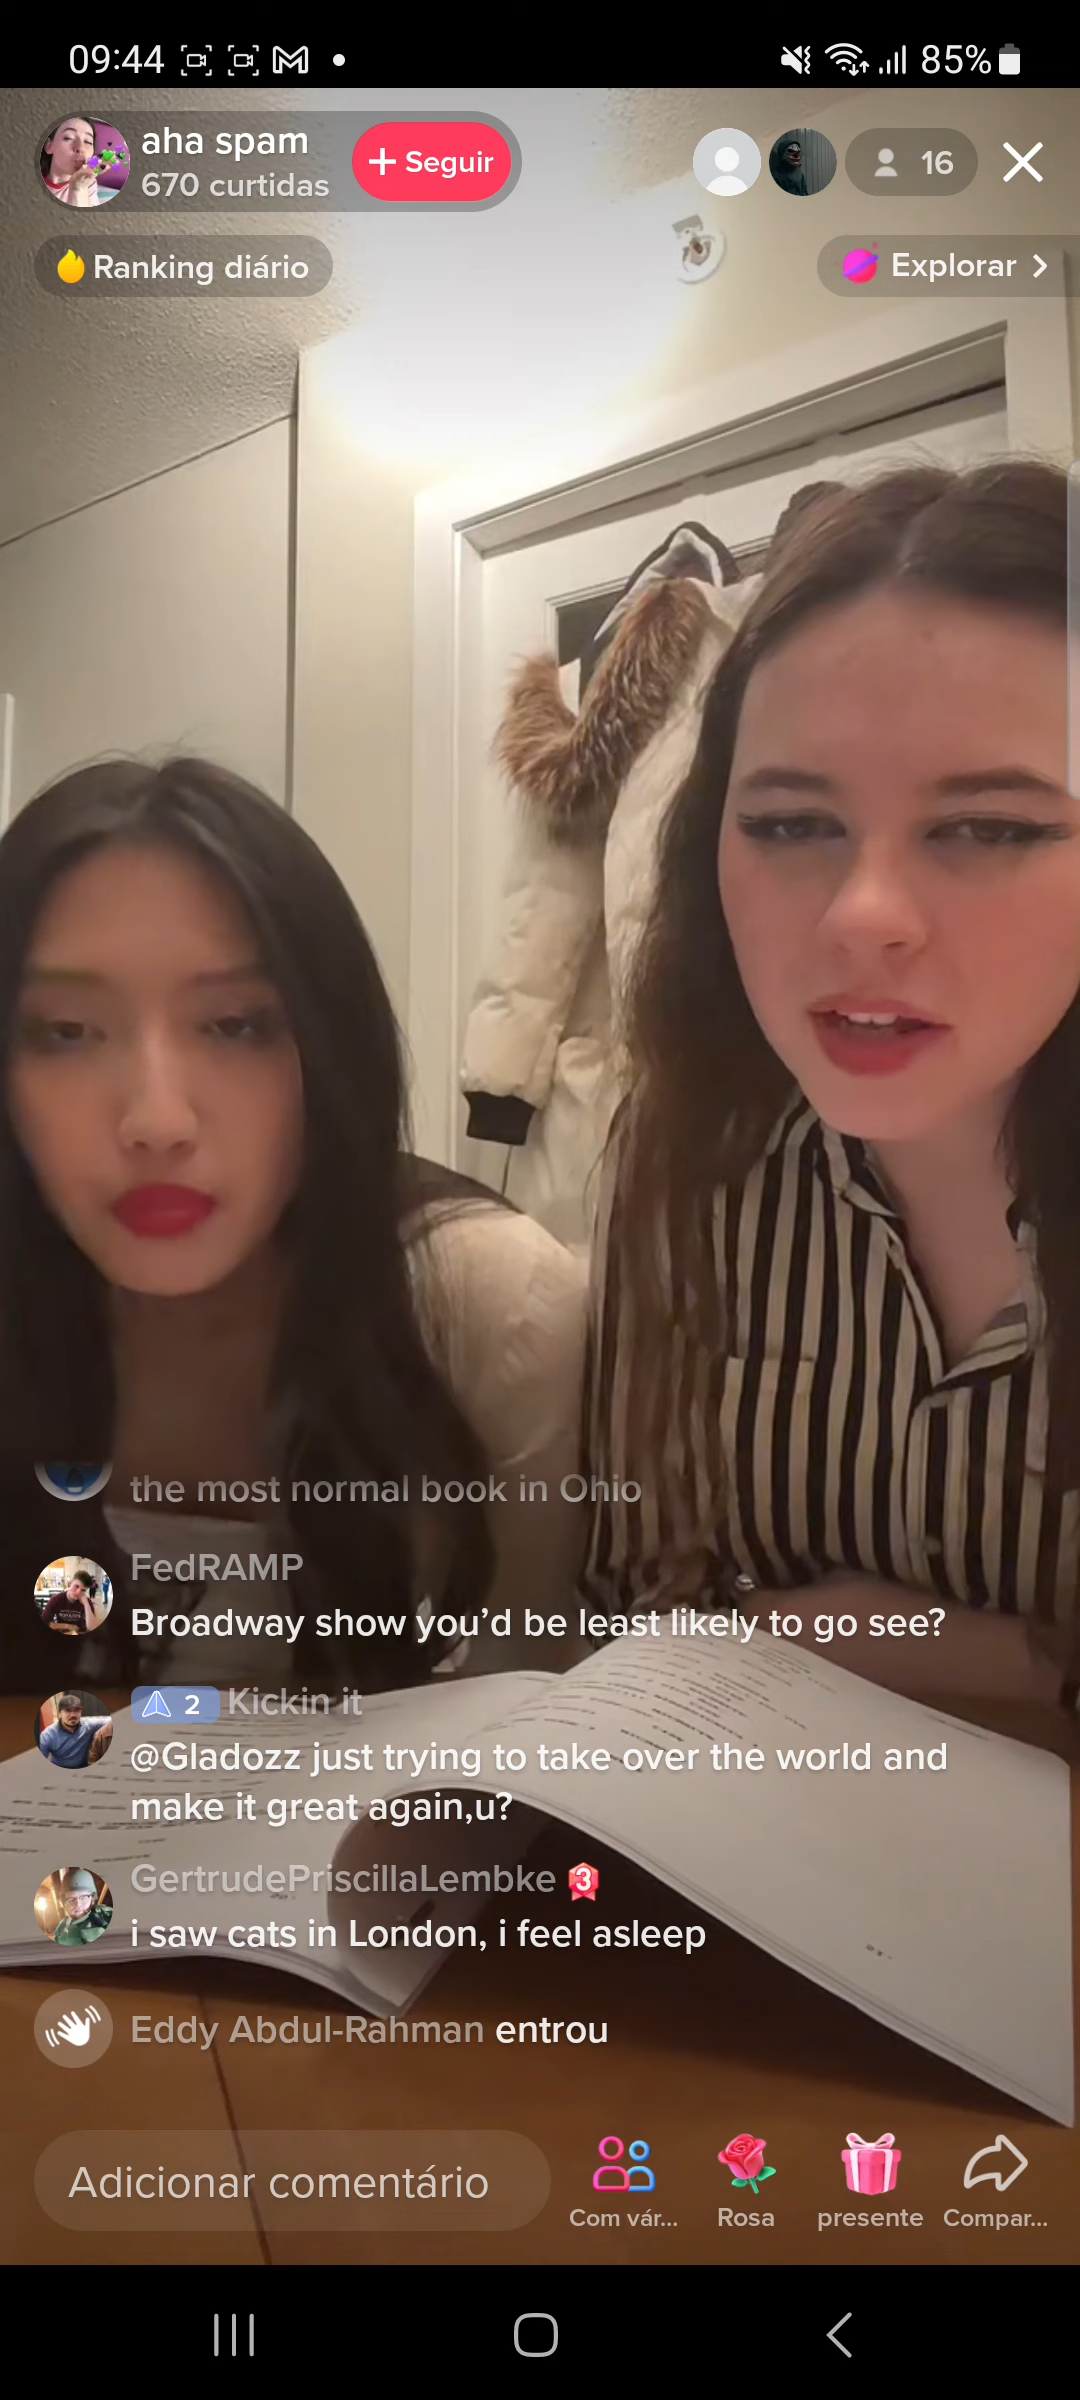 09:44
85%
aha spam
670 curtidas
+ Seguir
16
Ranking diário
Explorar
the most normal book in Ohio
FedRAMP
Broadway show you’d be least likely to go see?
2 Kickin it
@Gladozz just trying to take over the world and
make it great again,u?
GertrudePriscillaLembke 3
i saw cats in London, i feel asleep
Eddy Abdul-Rahman entrou
Adicionar comentário
Com vár...
Rosa
presente
Compar...